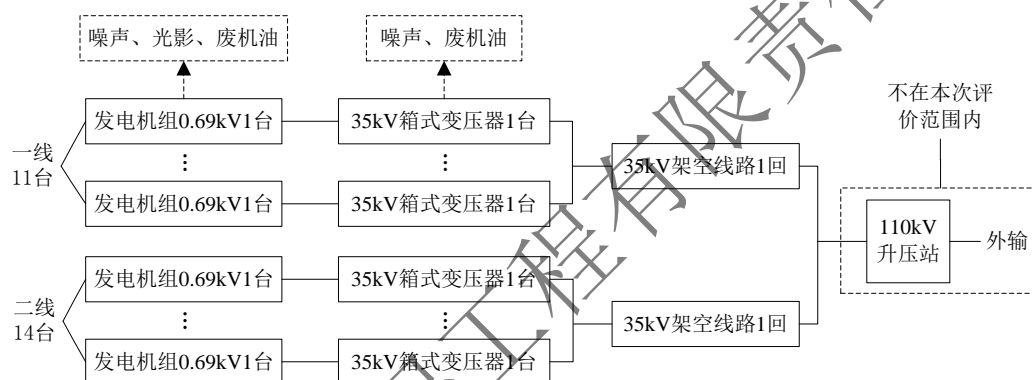 噪声、光影、废机油
噪声、废机油
不在本次评
价范围内
一线
11台
发电机组0.69kV1台
35kV箱式变压器1台
发电机组0.69kV1台
35kV箱式变压器1台
35kV架空线路1回
110kV
升压站
外输
二线
14台
发电机组0.69kV1台
35kV箱式变压器1台
发电机组0.69kV1台
35kV箱式变压器1台
35kV架空线路1回
工程有限责